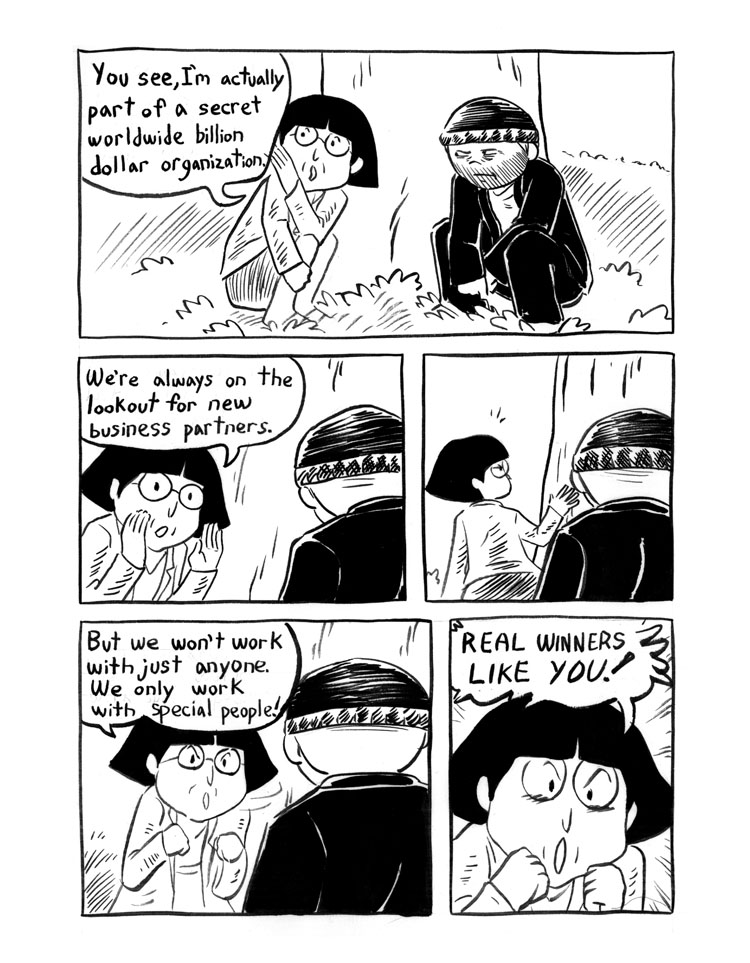 You see, I'm actually
part of a secret
worldwide billion
dollar organization.
We're always on the
lookout for new
business partners.
But we won't work
with just anyone.
We only work
with special people!
REAL WINNERS
LIKE YOU!